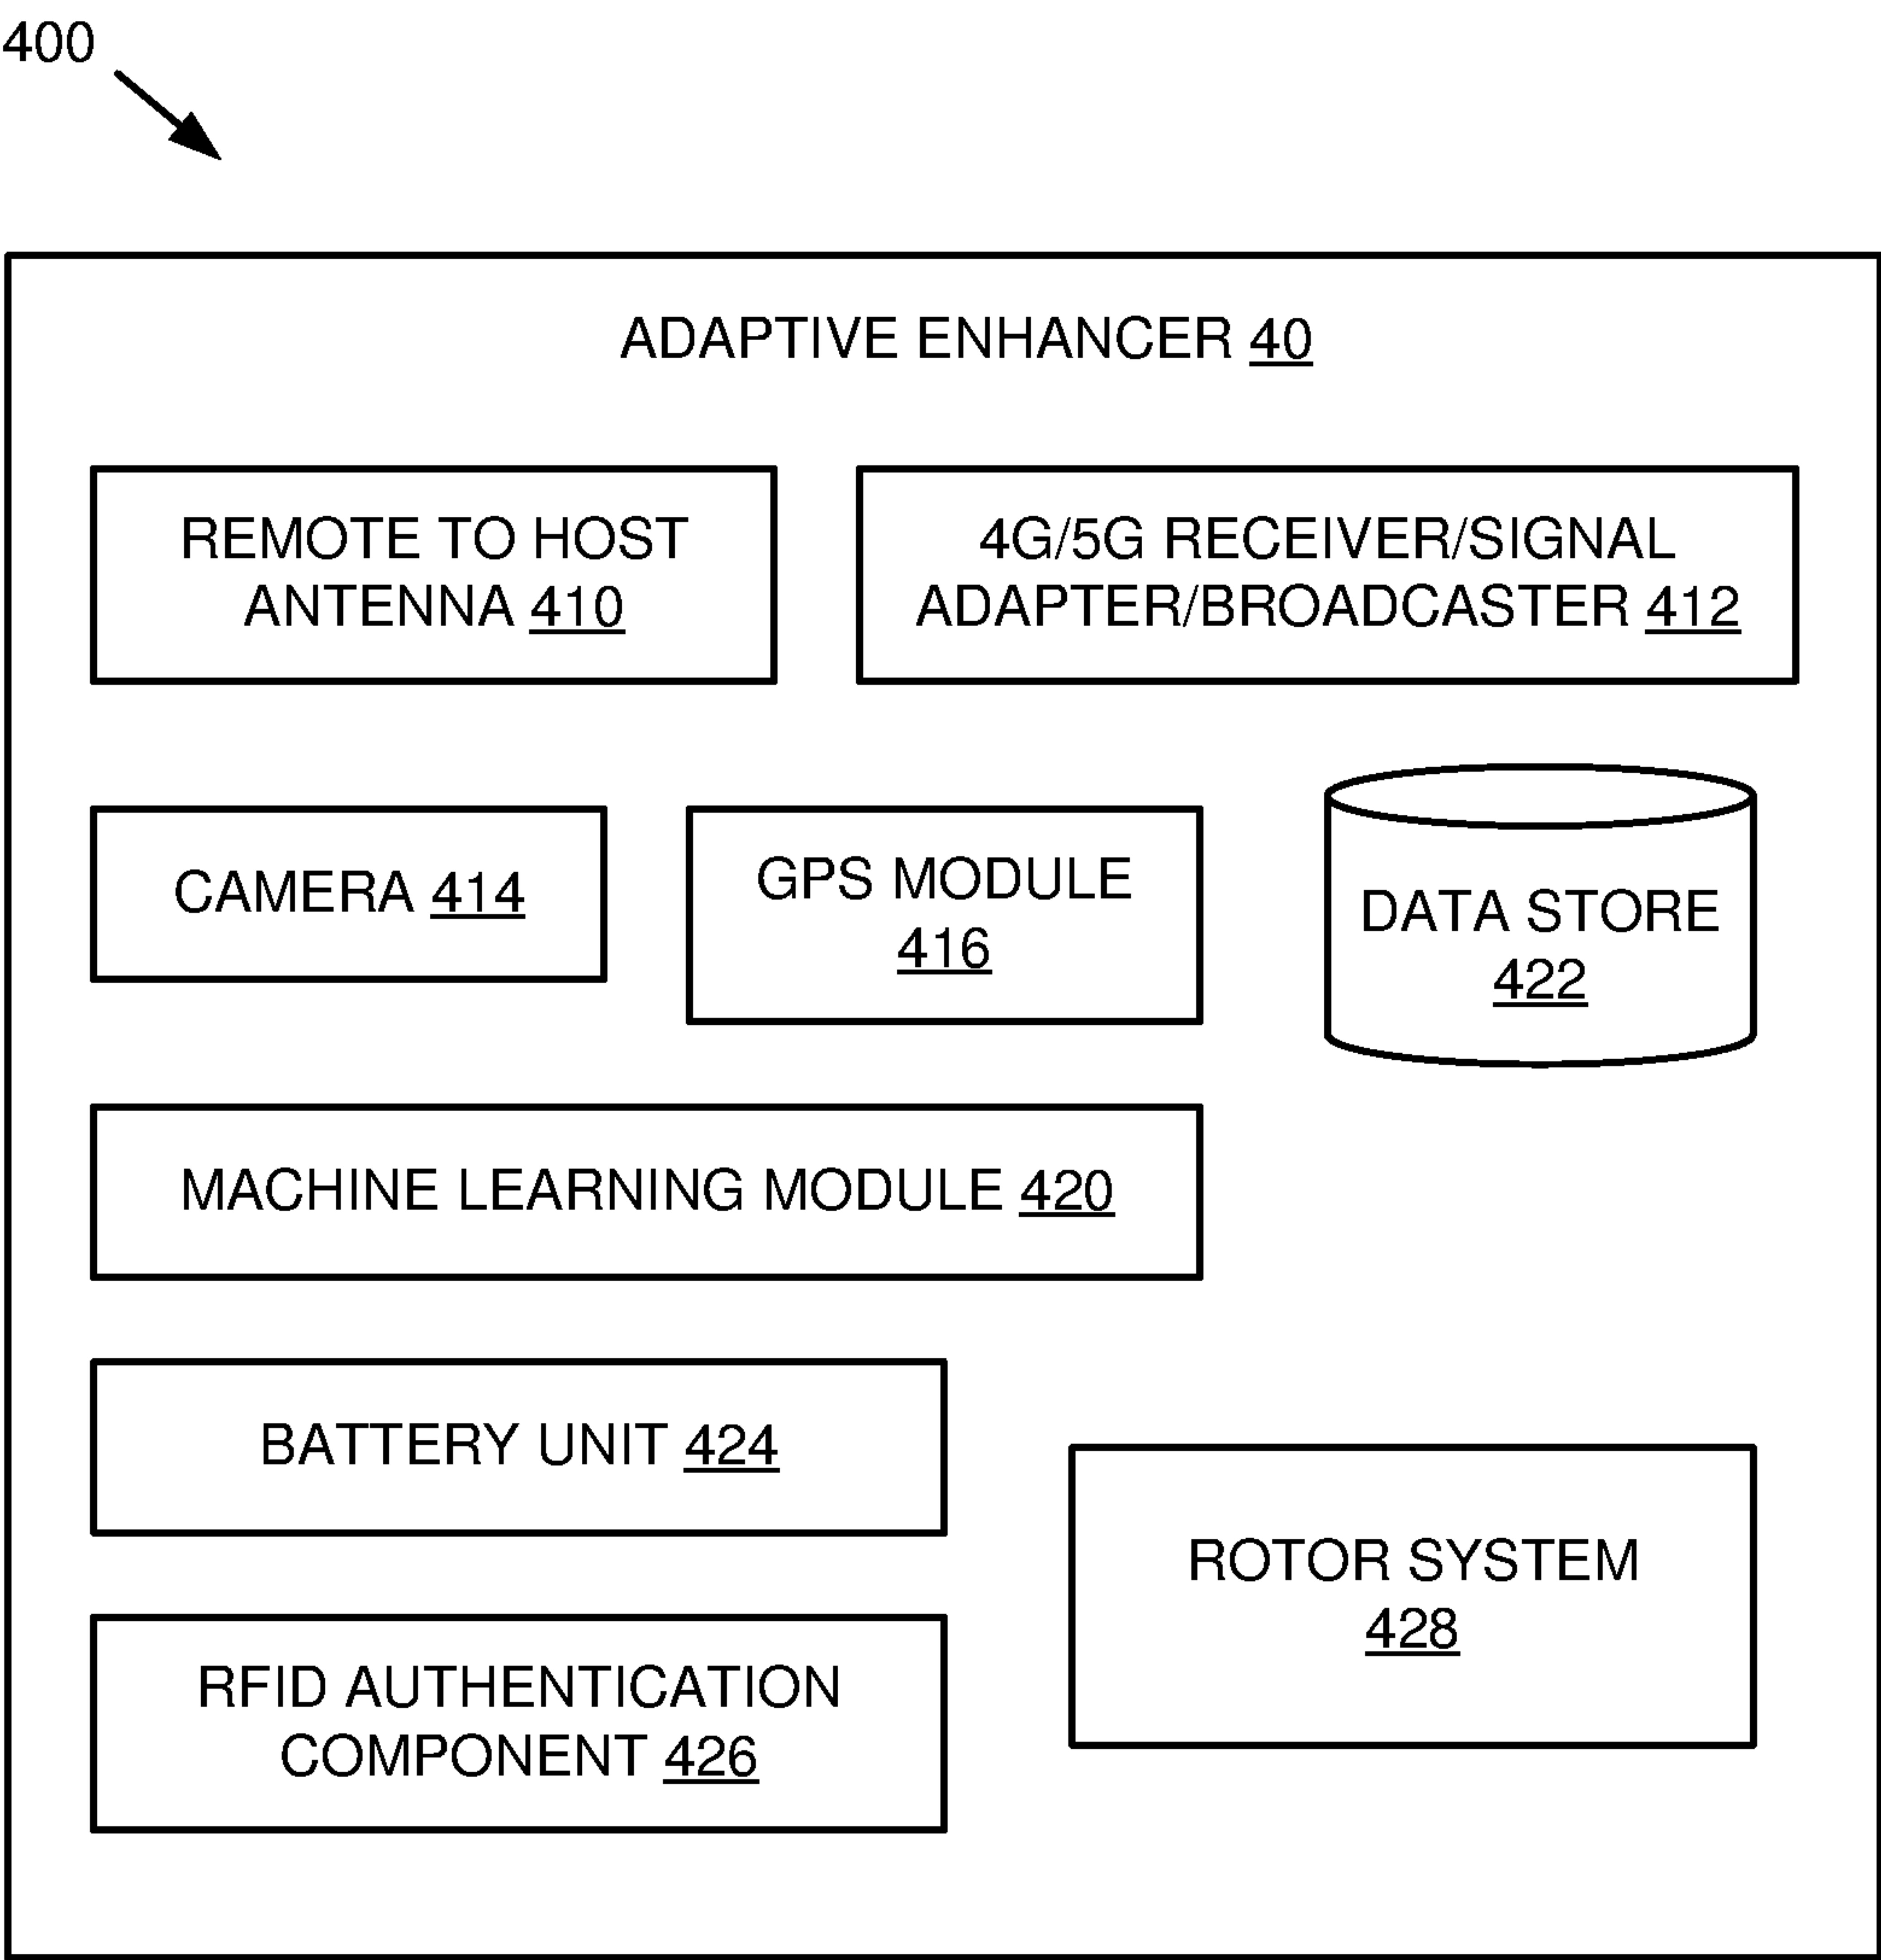 400
ADAPTIVE ENHANCER 40
REMOTE TO HOST
ANTENNA 410
4G/5G RECEIVER/SIGNAL
ADAPTER/BROADCASTER 412
CAMERA 414
GPS MODULE
416
DATA STORE
422
MACHINE LEARNING MODULE 420
BATTERY UNIT 424
ROTOR SYSTEM
428
RFID AUTHENTICATION
COMPONENT 426